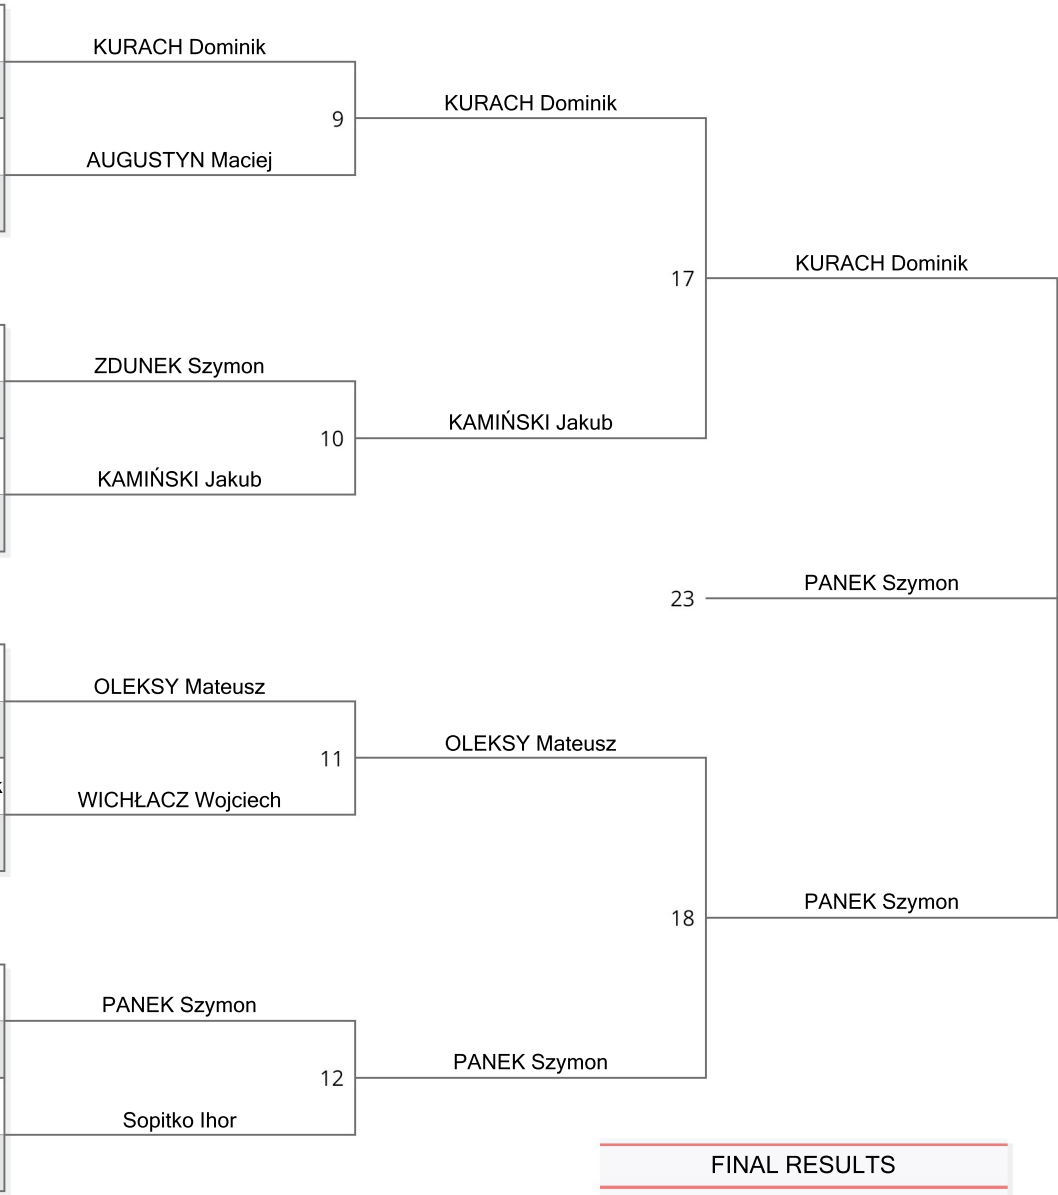 KURACH Dominik
KURACH Dominik
9
AUGUSTYN Maciej
KURACH Dominik
17
ZDUNEK Szymon
KAMIŃSKI Jakub
10
KAMIŃSKI Jakub
PANEK Szymon
23
OLEKSY Mateusz
OLEKSY Mateusz
11
WICHŁACZ Wojciech
PANEK Szymon
18
PANEK Szymon
PANEK Szymon
12
Sopitko Ihor
FINAL RESULTS